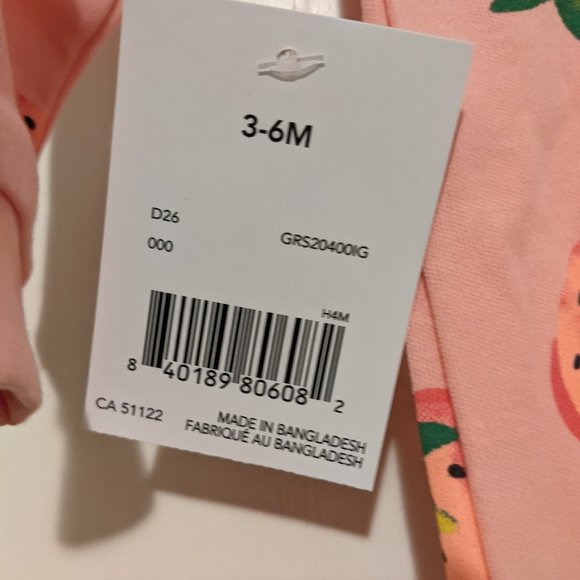 3-6M
D26
000
GRS20400IG
H4M
8 40189 80608 2
CA 51122
MADE IN BANGLADESH
FABRIQUÉ AU BANGLADESH